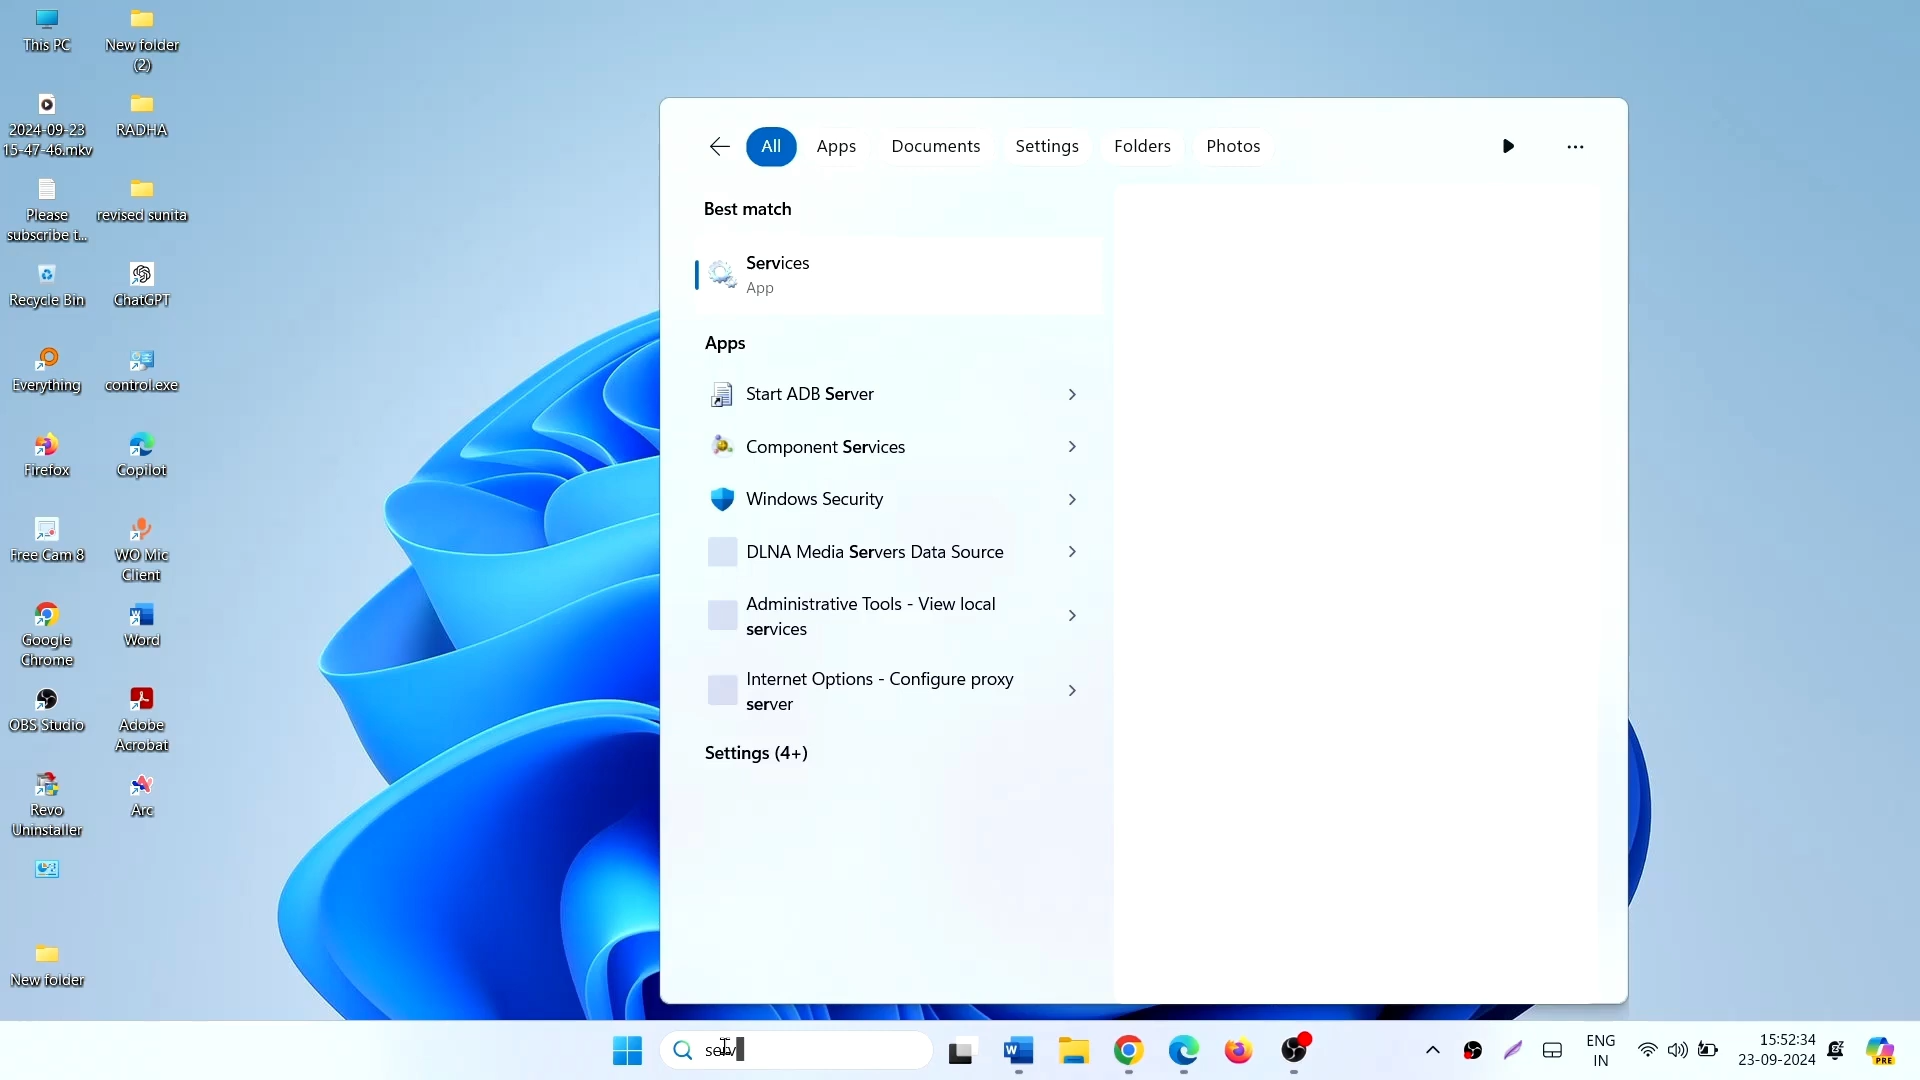 This PC
New folder
(2)
2024-09-23
15-47-46.mkv
RADHA
Please
subscribe t...
revised sunita
Recycle Bin
ChatGPT
Everything
control.exe
Firefox
Copilot
Free Cam 8
WO Mic
Client
Google
Chrome
Word
OBS Studio
Adobe
Acrobat
Revo
Uninstaller
Arc
New folder
All
Apps
Documents
Settings
Folders
Photos
Best match
Services
App
Apps
Start ADB Server
Component Services
Windows Security
DLNA Media Servers Data Source
Administrative Tools - View local
services
Internet Options - Configure proxy
server
Settings (4+)
serv
ENG
IN
15:52:34
23-09-2024
PRE